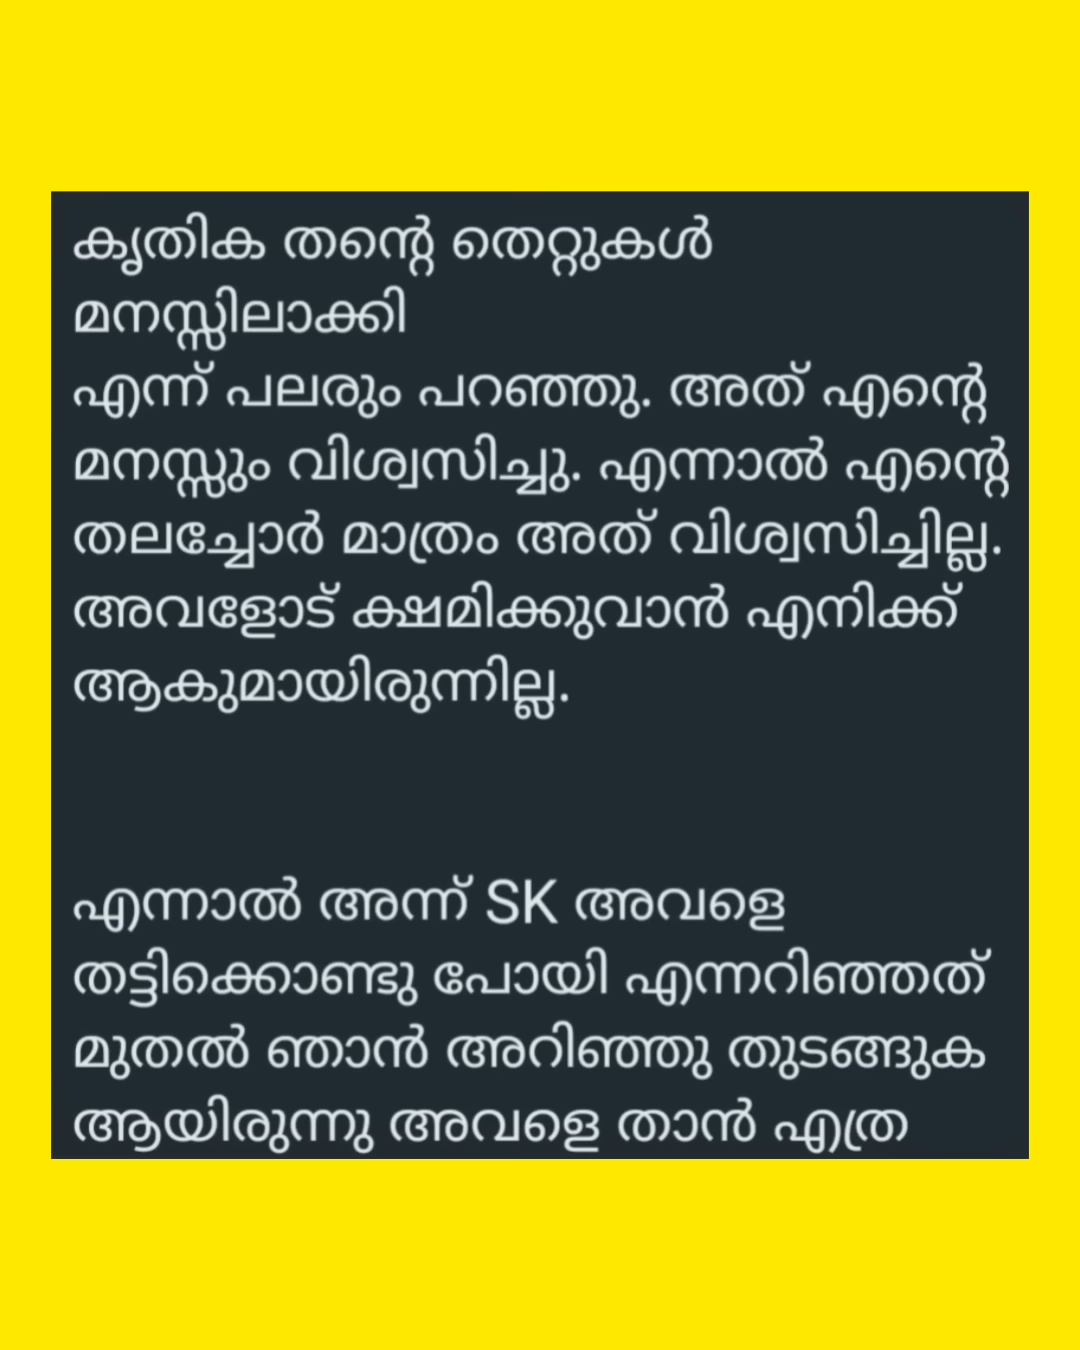 കൃതിക തന്റെ തെറ്റുകൾ
മനസ്സിലാക്കി
എന്ന് പലരും പറഞ്ഞു. അത് എന്റെ
മനസ്സും വിശ്വസിച്ചു. എന്നാൽ എന്റെ
തലച്ചോർ മാത്രം അത് വിശ്വസിച്ചില്ല.
അവളോട് ക്ഷമിക്കുവാൻ എനിക്ക്
ആകുമായിരുന്നില്ല.
എന്നാൽ അന്ന് SK അവളെ
തട്ടിക്കൊണ്ടു പോയി എന്നറിഞ്ഞത്
മുതൽ ഞാൻ അറിഞ്ഞു തുടങ്ങുക
ആയിരുന്നു അവളെ താൻ എത്ര